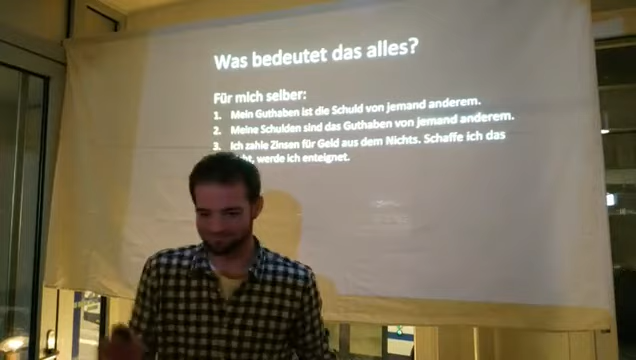 Was bedeutet das alles?
Für mich selber:
1. Mein Guthaben ist die Schuld von jemand anderem.
2. Meine Schulden sind das Guthaben von jemand anderem.
3. Ich zahle Zinsen für Geld aus dem Nichts. Schaffe ich das
werde ich enteignet.